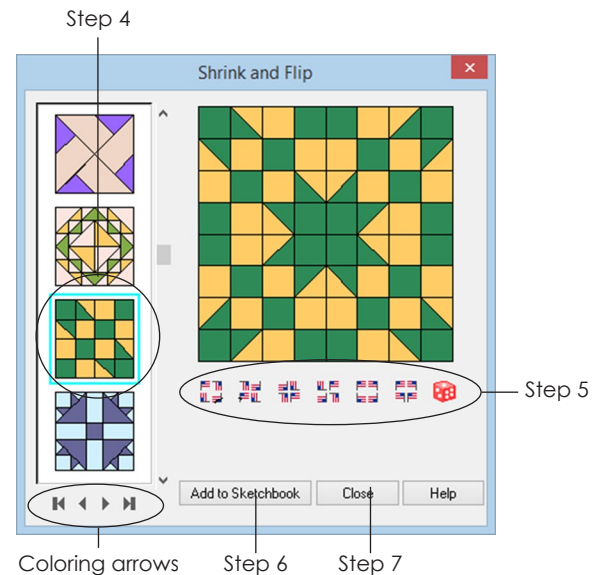 Step 4
Shrink and Flip
Step 5
Add to Sketchbook
Close
Help
Coloring arrows
Step 6
Step 7